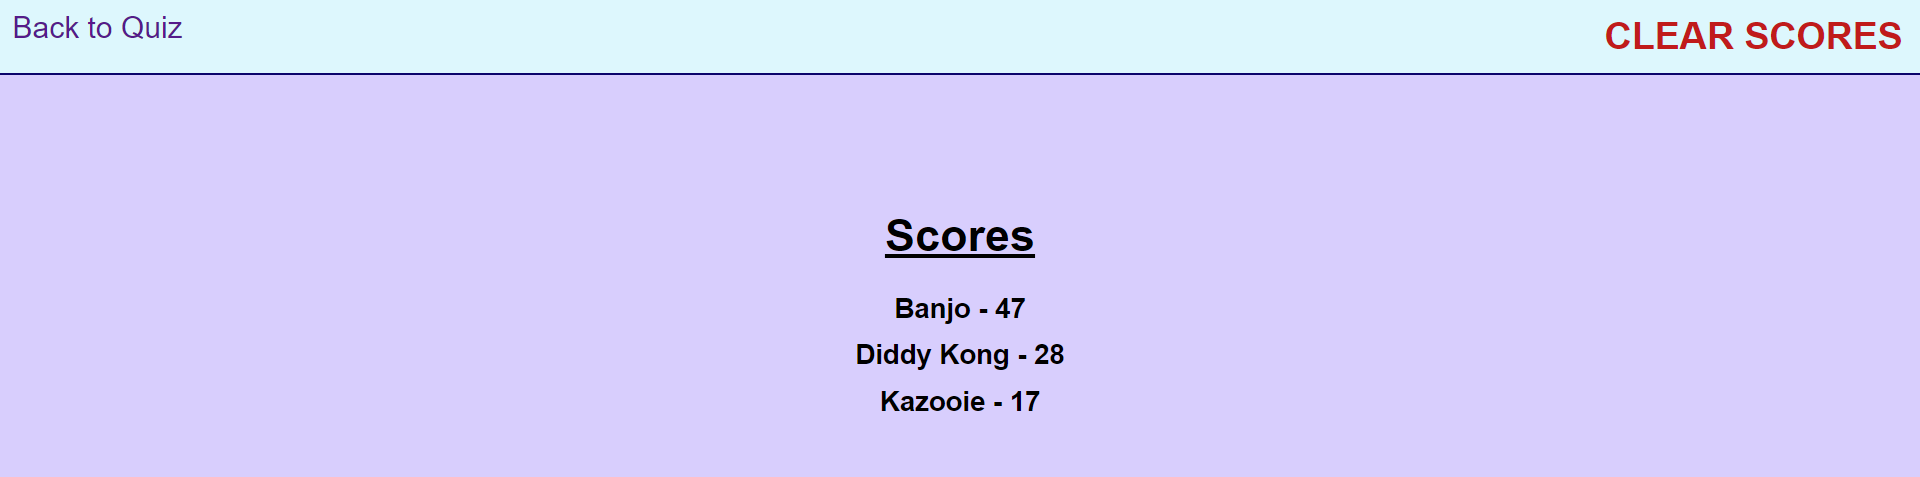 Back to Quiz
CLEAR SCORES
Scores
Banjo - 47
Diddy Kong - 28
Kazooie - 17